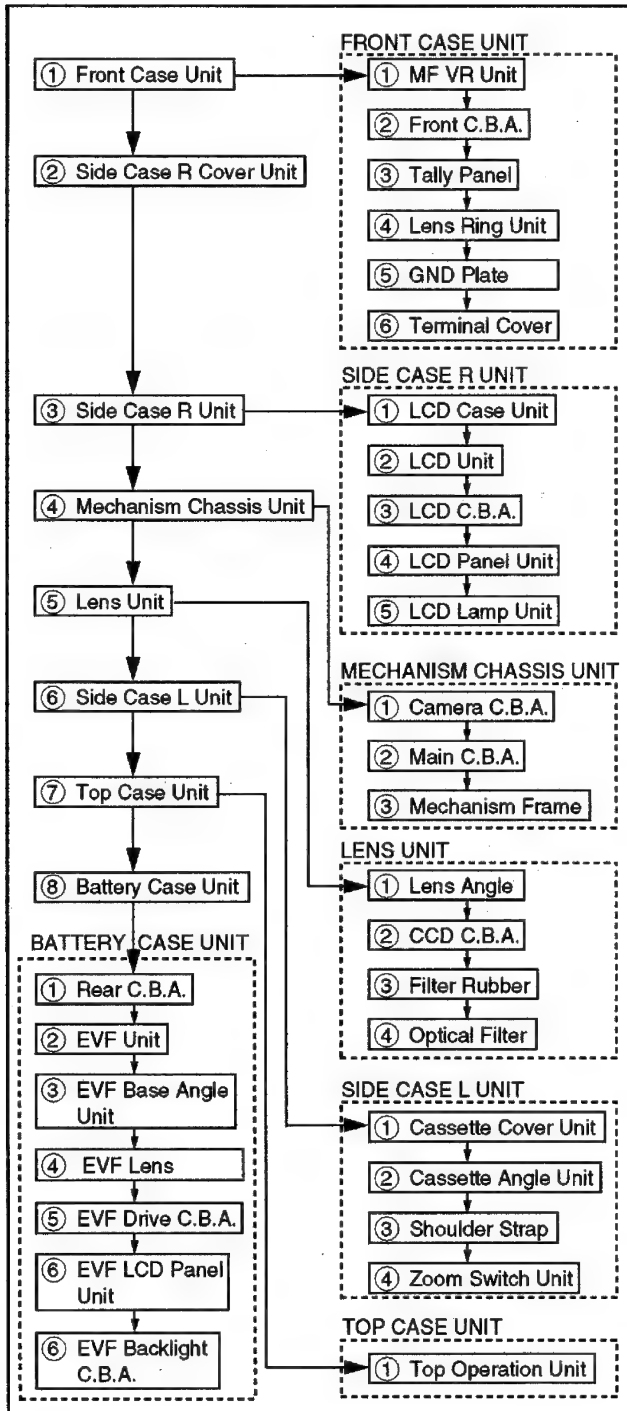 ① Front Case Unit
② Side Case R Cover Unit
③ Side Case R Unit
④ Mechanism Chassis Unit
⑤ Lens Unit
⑥ Side Case L Unit
⑦ Top Case Unit
⑧ Battery Case Unit
BATTERY CASE UNIT
① Rear C.B.A.
② EVF Unit
③ EVF Base Angle
Unit
④ EVF Lens
⑤ EVF Drive C.B.A.
⑥ EVF LCD Panel
Unit
⑥ EVF Backlight
C.B.A.
FRONT CASE UNIT
① MF VR Unit
② Front C.B.A.
③ Tally Panel
④ Lens Ring Unit
⑤ GND Plate
⑥ Terminal Cover
SIDE CASE R UNIT
① LCD Case Unit
② LCD Unit
③ LCD C.B.A.
④ LCD Panel Unit
⑤ LCD Lamp Unit
MECHANISM CHASSIS UNIT
① Camera C.B.A.
② Main C.B.A.
③ Mechanism Frame
LENS UNIT
① Lens Angle
② CCD C.B.A.
③ Filter Rubber
④ Optical Filter
SIDE CASE L UNIT
① Cassette Cover Unit
② Cassette Angle Unit
③ Shoulder Strap
④ Zoom Switch Unit
TOP CASE UNIT
① Top Operation Unit